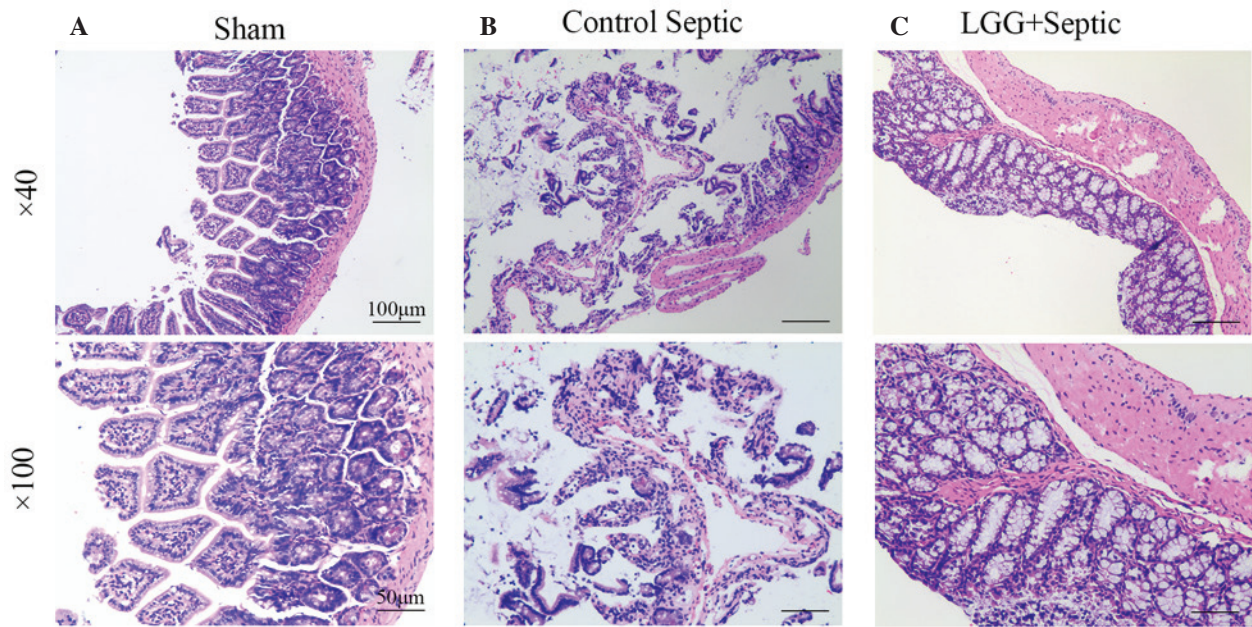 A
Sham
B
Control Septic
C
LGG+Septic
×40
100μm
×100
50μm